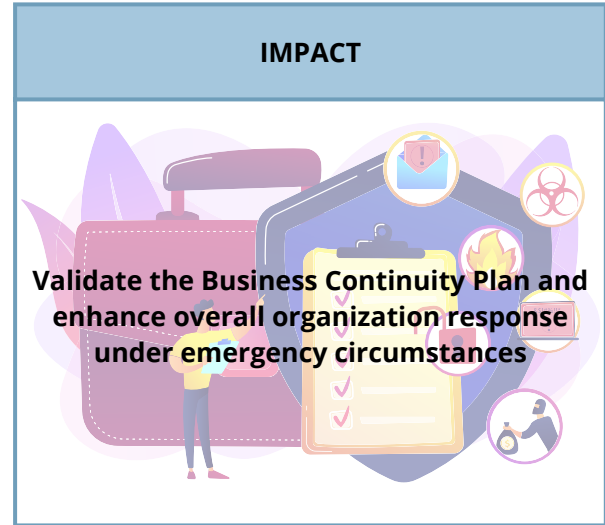 IMPACT
Validate the Business Continuity Plan and
enhance overall organization response
under emergency circumstances